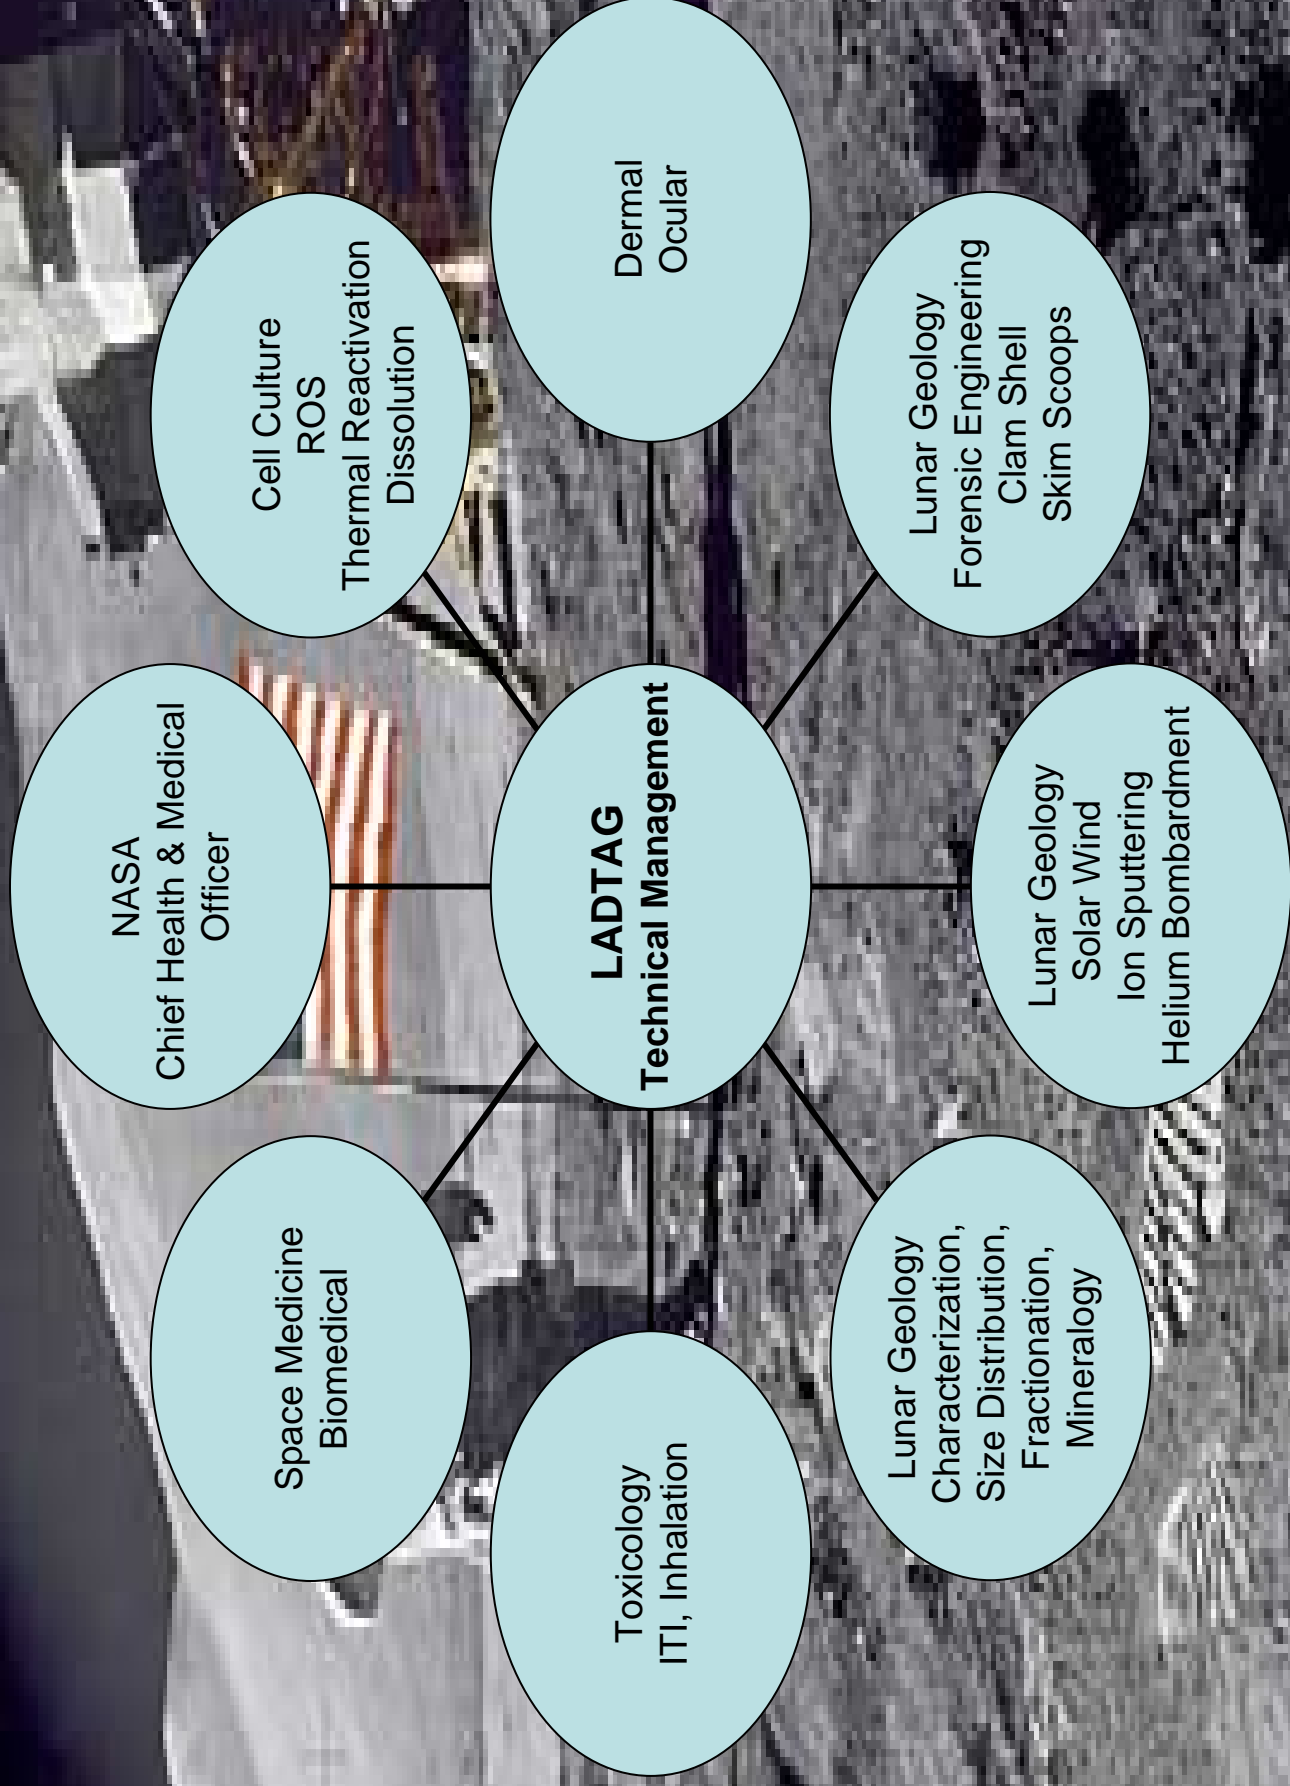 NASA
Chief Health & Medical
Officer
Cell Culture
ROS
Thermal Reactivation
Dissolution
Dermal
Ocular
Lunar Geology
Forensic Engineering
Clam Shell
Skim Scoops
Lunar Geology
Solar Wind
Ion Sputtering
Helium Bombardment
Lunar Geology
Characterization,
Size Distribution,
Fractionation,
Mineralogy
Toxicology
ITI, Inhalation
Space Medicine
Biomedical
LADTAG
Technical Management